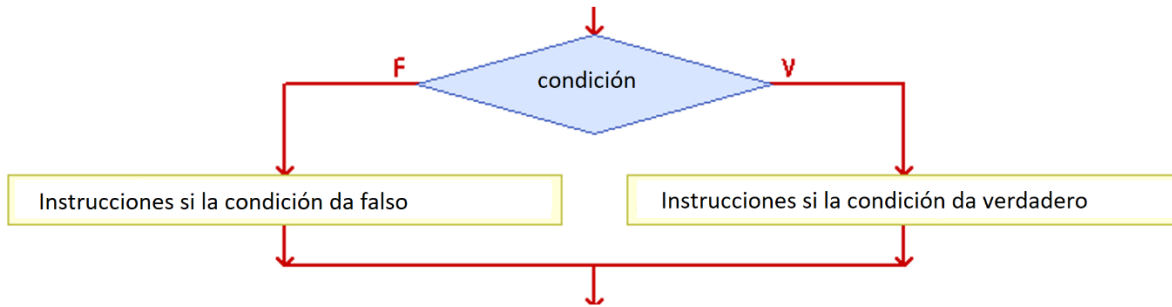 F
condición
V
Instrucciones si la condición da falso
Instrucciones si la condición da verdadero